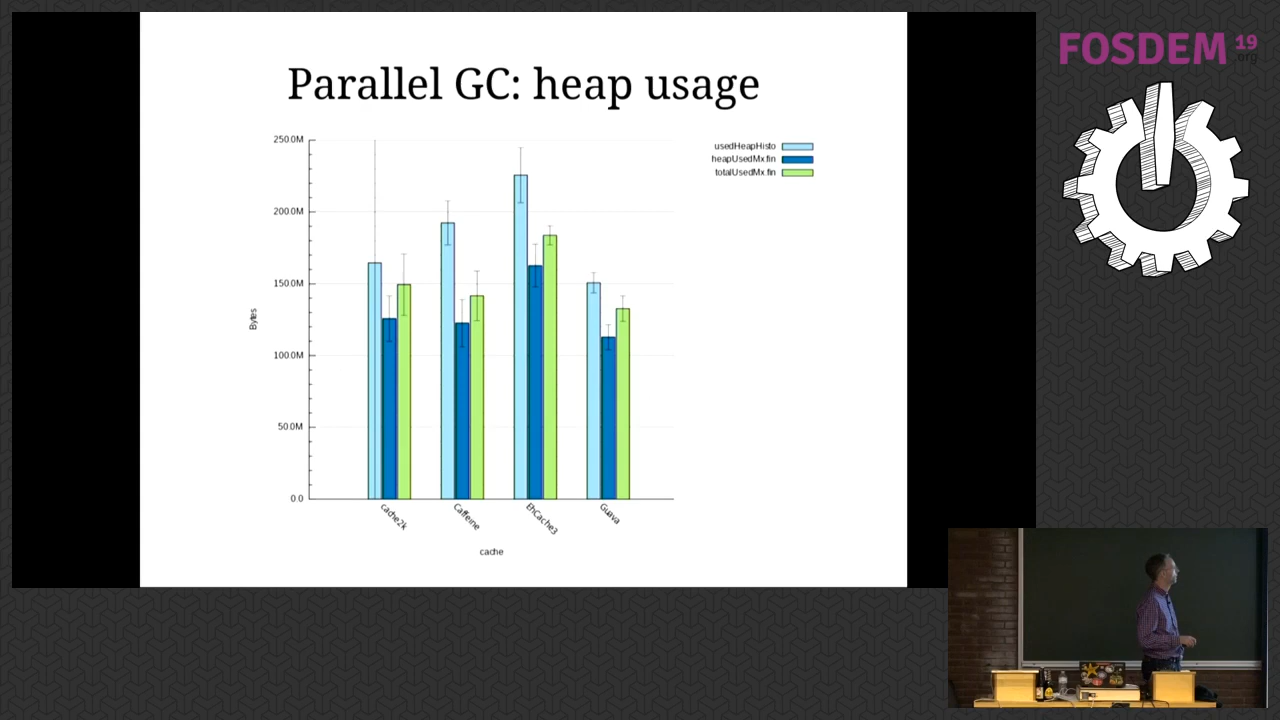 Parallel GC: heap usage
250.0M
200.0M
150.0M
100.0M
50.0M
0.0
Bytes
usedHeapHisto
heapUsedMx.fin
totalUsedMx.fin
cache2k
Caffeine
EhCache3
Guava
cache
FOSDEM 19
.org